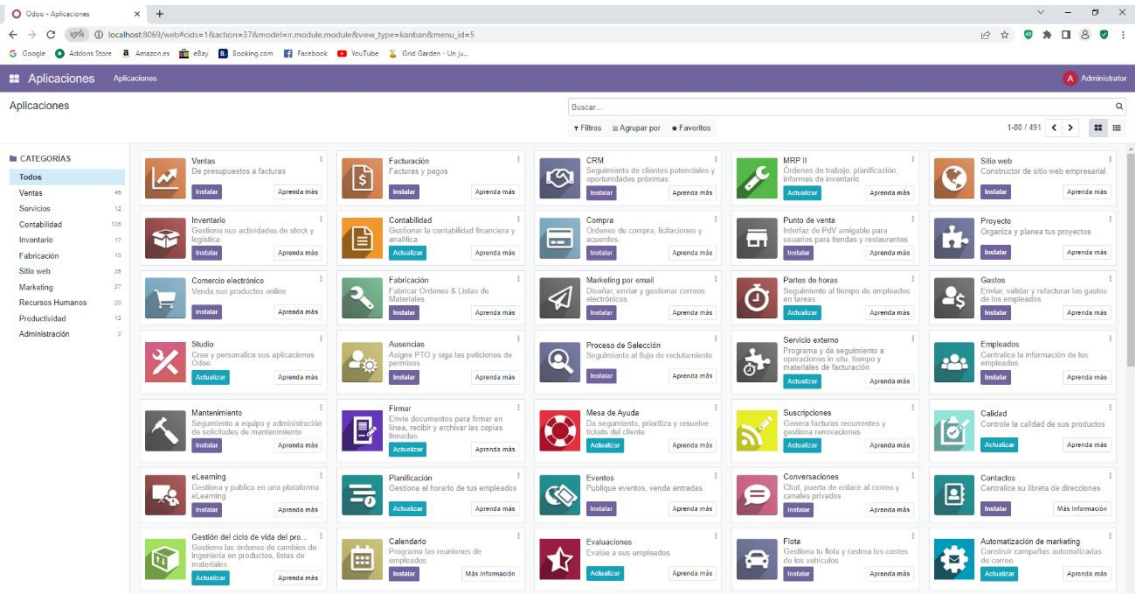 Odoo - Aplicaciones
localhost:8069/web#cids=1&action=37&model=ir.module.module&view_type=kanban&menu_id=5
Google
Addons Store
Amazon.es
eBay
Booking.com
Facebook
YouTube
Grid Garden - Un ju...
Aplicaciones
Aplicaciones
A Administrator
Aplicaciones
Buscar...
Filtros
Agrupar por
Favoritos
1-80 / 491
CATEGORÍAS
Todos
Ventas
Servicios 12
Contabilidad
Inventario 17
Fabricación
Sitio web
Marketing 27
Recursos Humanos 20
Productividad 12
Administración
Ventas
De presupuestos a facturas
Instalar
Aprenda más
Facturación
Facturas y pagos
Instalar
Aprenda más
CRM
Seguimiento de clientes potenciales y
oportunidades próximas
Instalar
Aprenda más
MRP II
Órdenes de trabajo, planificación,
informes de inventario
Actualizar
Aprenda más
Sitio web
Constructor de sitio web empresarial
Instalar
Aprenda más
Inventario
Gestione sus actividades de stock y
logística
Instalar
Aprenda más
Contabilidad
Gestionar la contabilidad financiera y
analítica
Actualizar
Aprenda más
Compra
Órdenes de compra, licitaciones y
acuerdos.
Instalar
Aprenda más
Punto de venta
Interfaz de PdV amigable para
usuarios para tiendas y restaurantes
Instalar
Aprenda más
Proyecto
Organiza y planea tus proyectos
Instalar
Aprenda más
Comercio electrónico
Venda sus productos online
Instalar
Aprenda más
Fabricación
Fabricar Órdenes & Listas de
Materiales
Instalar
Aprenda más
Marketing por email
Diseñar, enviar y gestionar correos
electrónicos
Instalar
Aprenda más
Partes de horas
Seguimiento al tiempo de empleados
en tareas
Actualizar
Aprenda más
Gastos
Enviar, validar y refacturar los gastos
de los empleados.
Instalar
Aprenda más
Studio
Cree y personalice sus aplicaciones
Odoo
Actualizar
Aprenda más
Ausencias
Asigne PTO y siga las peticiones de
permisos
Instalar
Aprenda más
Proceso de Selección
Seguimiento al flujo de reclutamiento
Instalar
Aprenda más
Servicio externo
Programa y da seguimiento a
operaciones in situ, tiempo y
materiales de facturación
Actualizar
Aprenda más
Empleados
Centralice la información de los
empleados
Instalar
Aprenda más
Mantenimiento
Seguimiento a equipo y administración
de solicitudes de mantenimiento
Instalar
Aprenda más
Firmar
Envíe documentos para firmar en
línea, recibir y archivar las copias
llenadas
Actualizar
Aprenda más
Mesa de Ayuda
Da seguimiento, prioritiza y resuelve
tickets del cliente
Actualizar
Aprenda más
Suscripciones
Genera facturas recurrentes y
gestiona renovaciones
Actualizar
Aprenda más
Calidad
Controle la calidad de sus productos
Actualizar
Aprenda más
eLearning
Gestiona y publica en una plataforma
eLearning
Instalar
Aprenda más
Planificación
Gestiona el horario de tus empleados
Actualizar
Aprenda más
Eventos
Publique eventos, venda entradas
Instalar
Aprenda más
Conversaciones
Chat, puerta de enlace al correo y
canales privados
Instalar
Aprenda más
Contactos
Centralice su libreta de direcciones
Instalar
Más Información
Gestión del ciclo de vida del pro...
Gestiona las órdenes de cambios de
ingeniería en productos, listas de
materiales
Actualizar
Aprenda más
Calendario
Programa las reuniones de
empleados
Instalar
Más Información
Evaluaciones
Evalúe a sus empleados
Actualizar
Aprenda más
Flota
Gestiona tu flota y rastrea los costes
de los vehículos
Instalar
Aprenda más
Automatización de marketing
Construir campañas automatizadas
de correo
Actualizar
Aprenda más